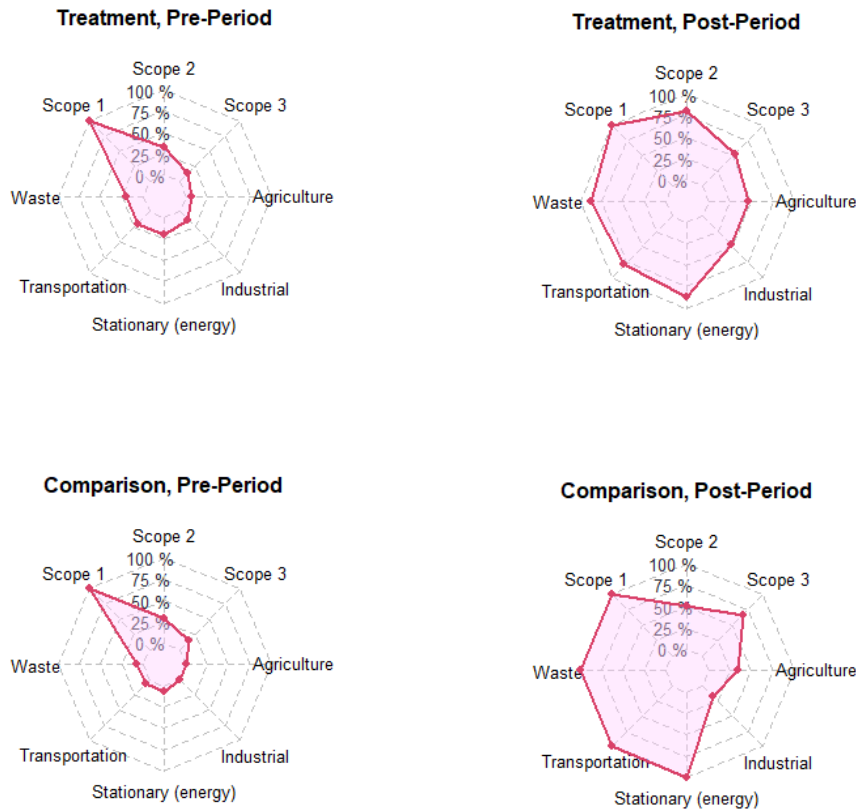 Treatment, Pre-Period
Scope 2
100 %
Scope 1
75 %
Scope 3
50 %
25 %
0 %
Waste
Agriculture
Transportation
Industrial
Stationary (energy)
Treatment, Post-Period
Scope 2
100 %
Scope 1
75 %
Scope 3
50 %
25 %
0 %
Waste
Agriculture
Transportation
Industrial
Stationary (energy)
Comparison, Pre-Period
Scope 2
100 %
Scope 1
75 %
Scope 3
50 %
25 %
0 %
Waste
Agriculture
Transportation
Industrial
Stationary (energy)
Comparison, Post-Period
Scope 2
100 %
Scope 1
75 %
Scope 3
50 %
25 %
0 %
Waste
Agriculture
Transportation
Industrial
Stationary (energy)